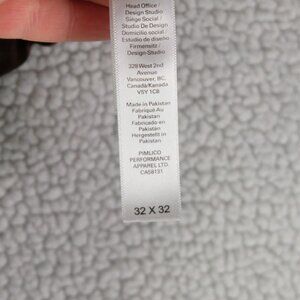 Head Office /
Design Studio
Siège Social /
Studio De Design
Domicilio social /
Estudio de diseño
Firmensitz /
Design-Studio
328 West 2nd
Avenue
Vancouver, BC,
Canada/Kanada
V5Y 1C8
Made in Pakistan
Fabriqué Au
Pakistan
Fabricado en
Pakistan
Hergestellt in
Pakistan
PIMLICO
PERFORMANCE
APPAREL LTD.
CA58131
32 X 32